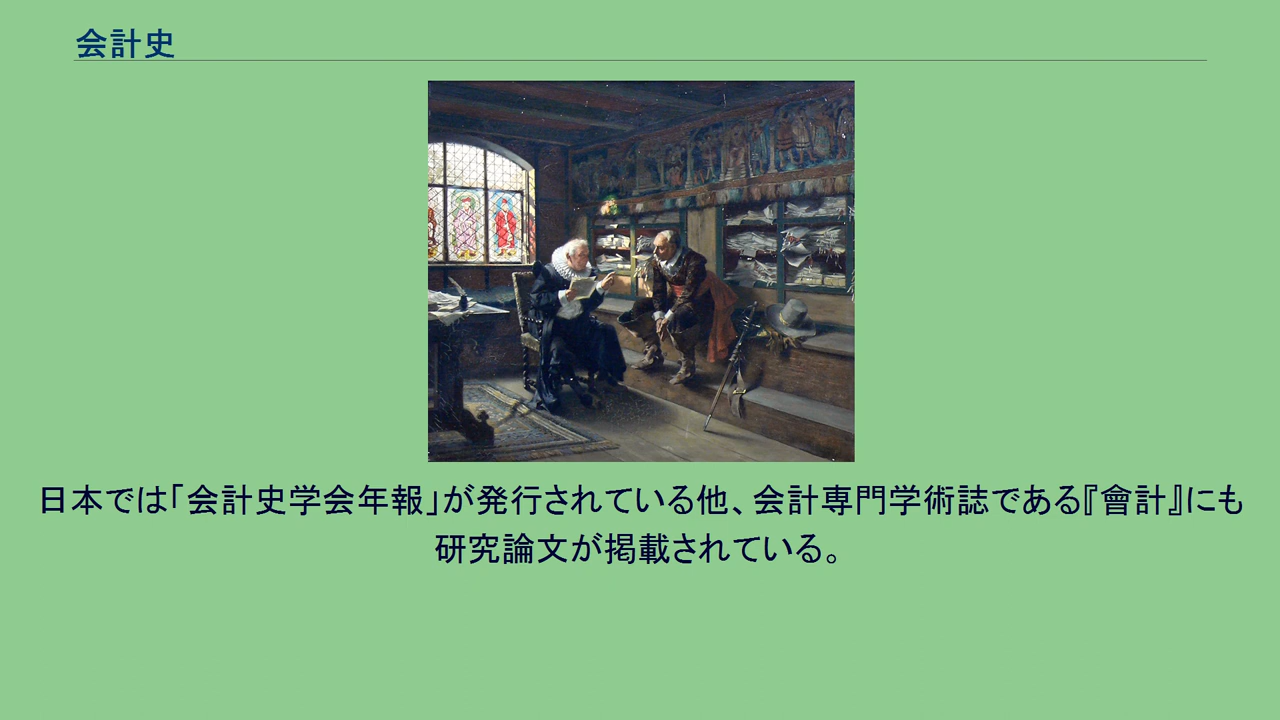 会計史
日本では「会計史学会年報」が発行されている他、会計専門学術誌である『會計』にも
研究論文が掲載されている。